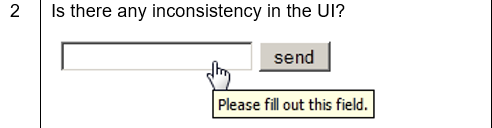 2 Is there any inconsistency in the UI?
send
Please fill out this field.